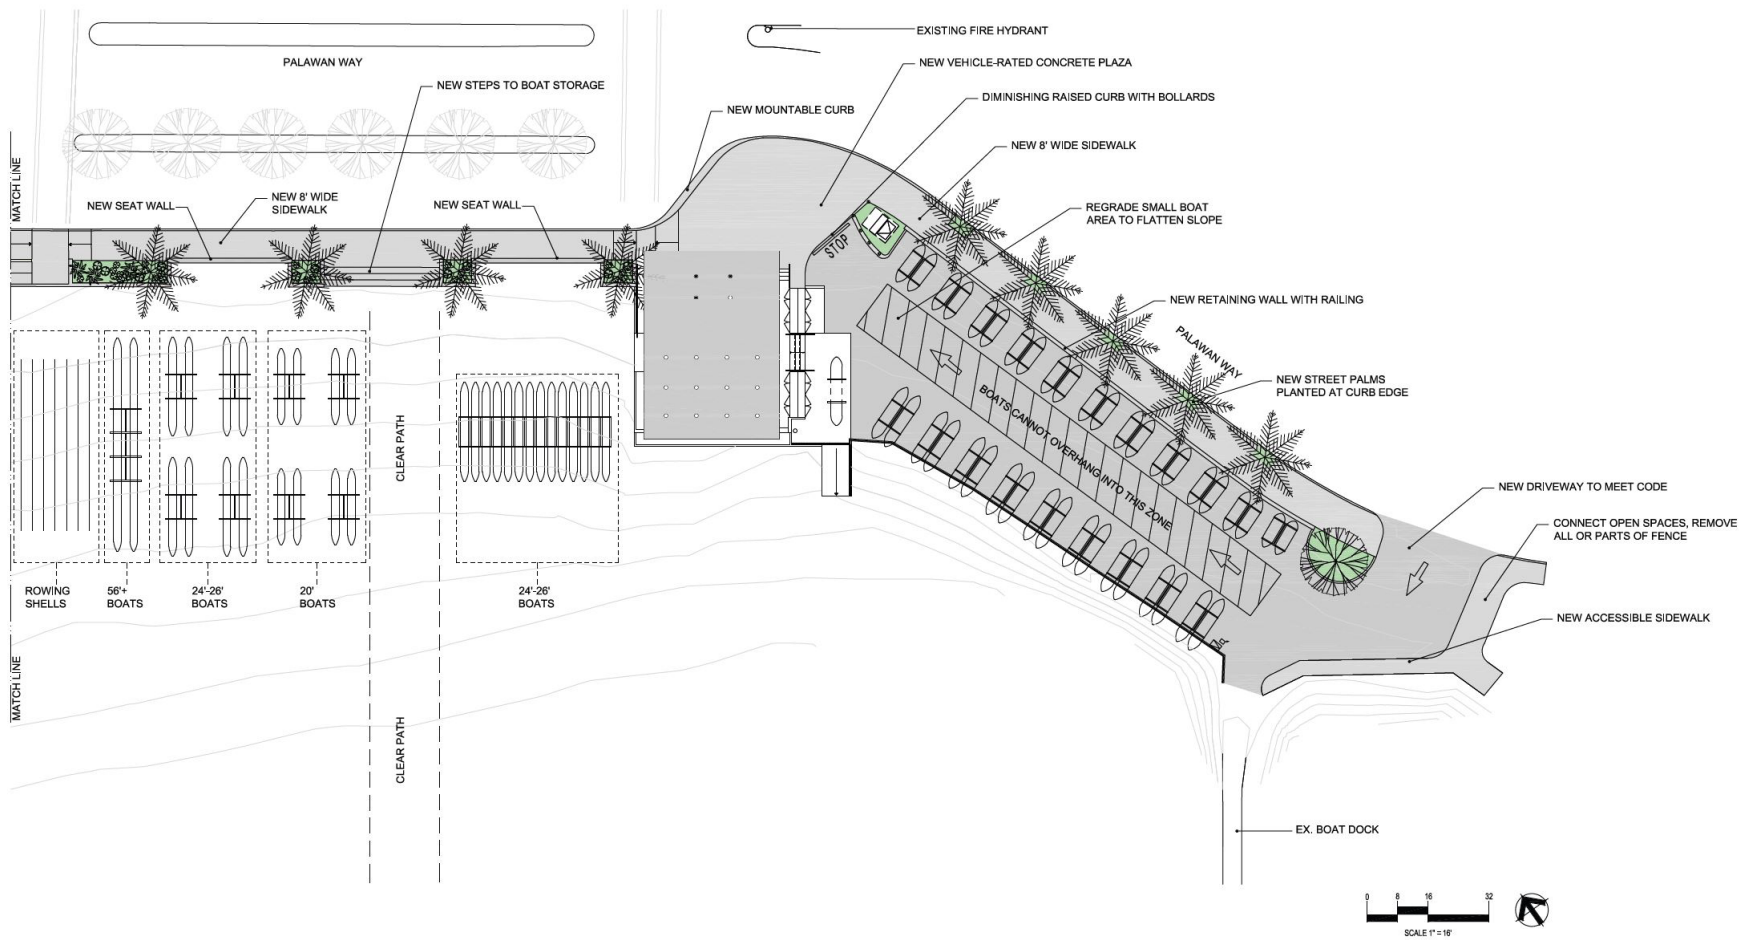 EXISTING FIRE HYDRANT
PALAWAN WAY
NEW VEHICLE-RATED CONCRETE PLAZA
NEW STEPS TO BOAT STORAGE
DIMINISHING RAISED CURB WITH BOLLARDS
NEW MOUNTABLE CURB
NEW 8' WIDE SIDEWALK
MATCH LINE
NEW SEAT WALL
NEW 8' WIDE
SIDEWALK
NEW SEAT WALL
REGRADE SMALL BOAT
AREA TO FLATTEN SLOPE
STOP
NEW RETAINING WALL WITH RAILING
PALAWAN WAY
NEW STREET PALMS
PLANTED AT CURB EDGE
BOATS CANNOT OVERHANG INTO THIS ZONE
CLEAR PATH
NEW DRIVEWAY TO MEET CODE
CONNECT OPEN SPACES, REMOVE
ALL OR PARTS OF FENCE
ROWING
SHELLS
56'+
BOATS
24'-26'
BOATS
20'
BOATS
24'-26'
BOATS
NEW ACCESSIBLE SIDEWALK
MATCH LINE
CLEAR PATH
EX. BOAT DOCK
0 8 16 32
SCALE 1" = 16'